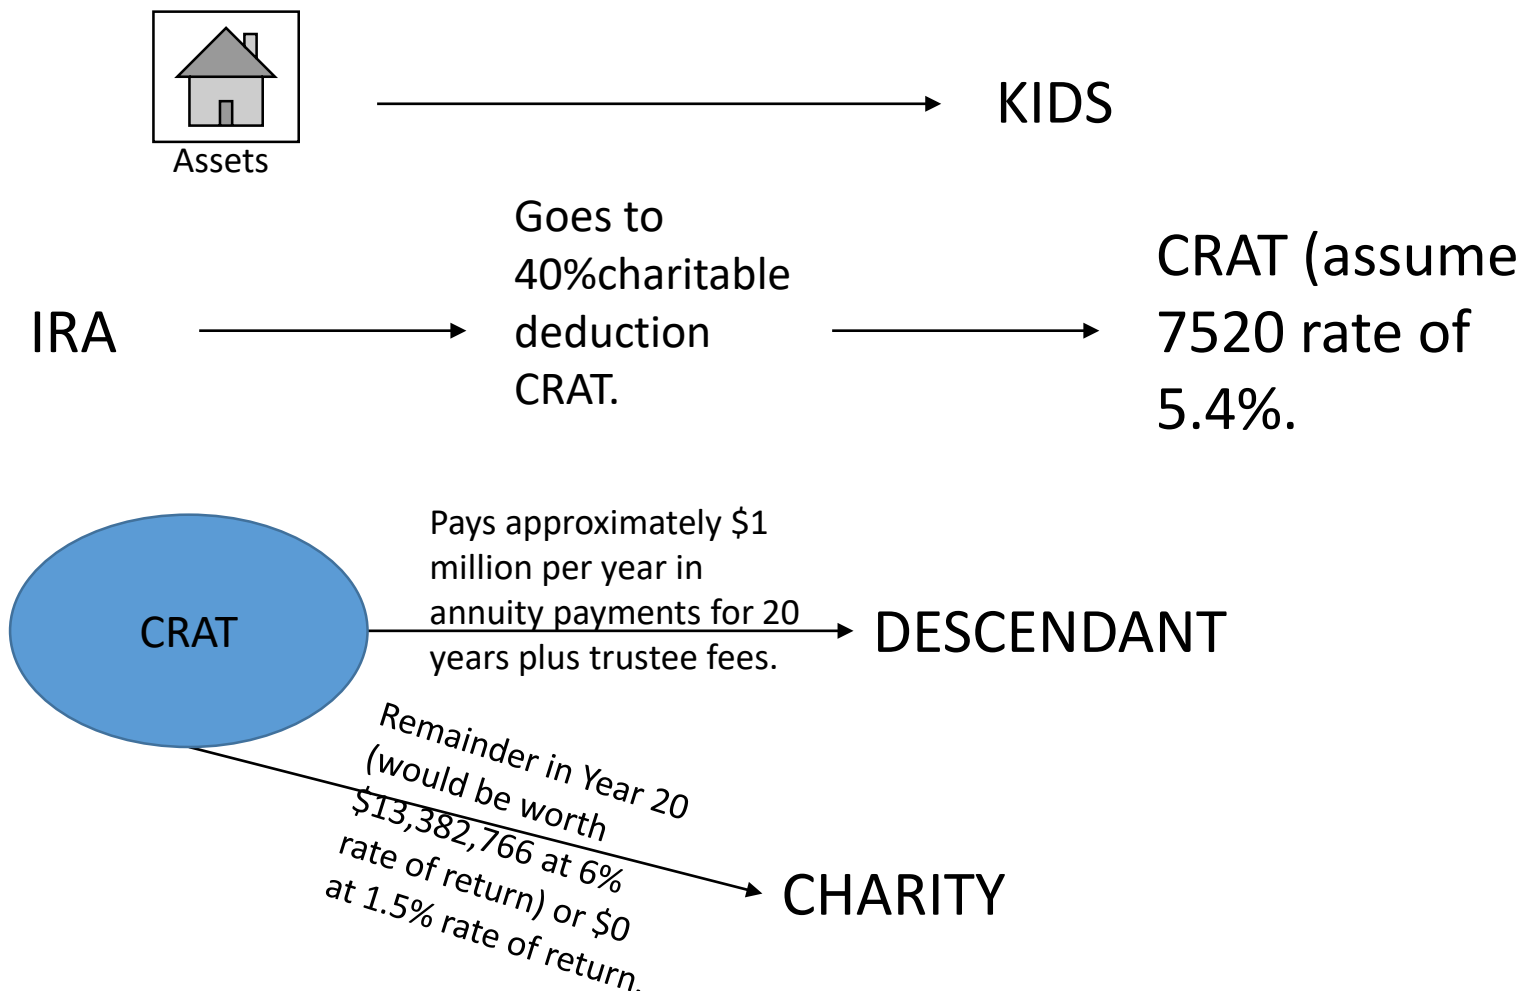 Assets
KIDS
IRA
Goes to
40%charitable
deduction
CRAT.
CRAT (assume
7520 rate of
5.4%.
CRAT
Pays approximately $1
million per year in
annuity payments for 20
years plus trustee fees.
DESCENDANT
Remainder in Year 20
(would be worth
$13,382,766 at 6%
rate of return) or $0
at 1.5% rate of return.
CHARITY